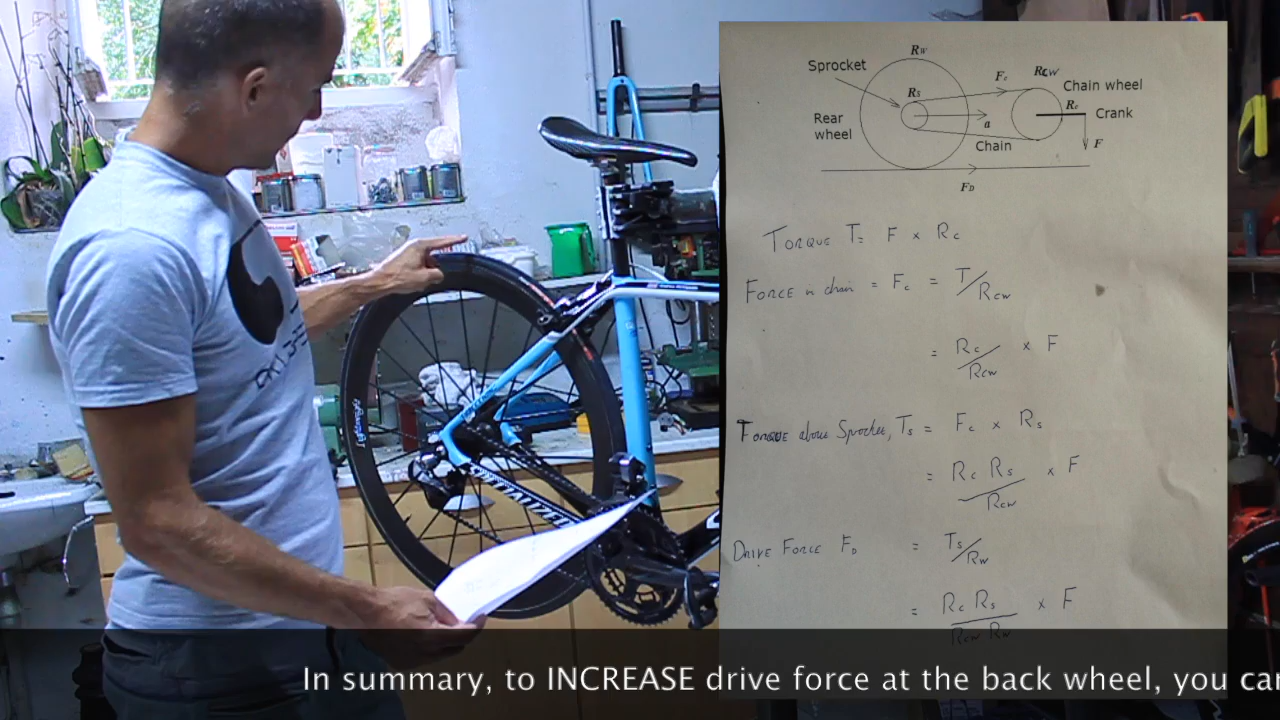 Rw
Sprocket
Fc
RcW
Rs
Chain wheel
Rc
Crank
Rear
wheel
a
Chain
F
FD
TORQUE T = F × Rc
FORCE in chain = Fc = T/Rcw
= Rc/Rcw × F
Torque above Sprocket, Ts = Fc × Rs
= Rc Rs/Rcw × F
DRIVE FORCE FD = Ts/Rw
= Rc Rs/Rcw Rw × F
SPECIALIZED
In summary, to INCREASE drive force at the back wheel, you can